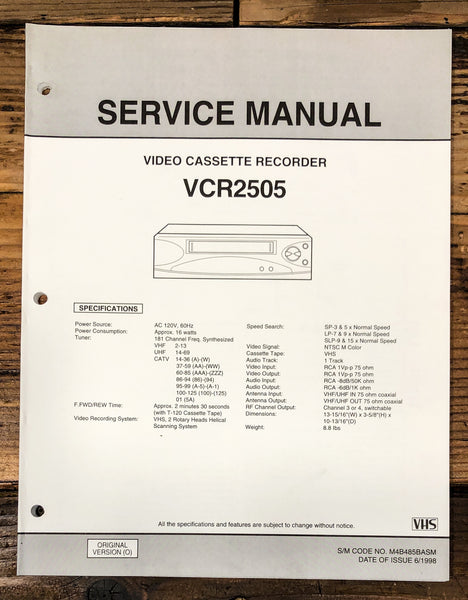 SERVICE MANUAL
VIDEO CASSETTE RECORDER
VCR2505
SPECIFICATIONS
Power Source: AC 120V, 60Hz
Power Consumption: Approx. 16 watts
Tuner: 181 Channel Freq. Synthesized
VHF 2-13
UHF 14-69
CATV 14-36 (A)-(W)
37-59 (AA)-(WW)
60-85 (AAA)-(ZZZ)
86-94 (86)-(94)
95-99 (A-5)-(A-1)
100-125 (100)-(125)
01 (5A)
F.FWD/REW Time: Approx. 2 minutes 30 seconds
(with T-120 Cassette Tape)
Video Recording System: VHS, 2 Rotary Heads Helical
Scanning System
Speed Search: SP-3 & 5 x Normal Speed
LP-7 & 9 x Normal Speed
SLP-9 & 15 x Normal Speed
Video Signal: NTSC M Color
Cassette Tape: VHS
Audio Track: 1 Track
Video Input: RCA 1Vp-p 75 ohm
Video Output: RCA 1Vp-p 75 ohm
Audio Input: RCA -8dB/50K ohm
Audio Output: RCA -6dB/1K ohm
Antenna Input: VHF/UHF IN 75 ohm coaxial
Antenna Output: VHF/UHF OUT 75 ohm coaxial
RF Channel Output: Channel 3 or 4, switchable
Dimensions: 13-15/16"(W) x 3-5/8"(H) x
10-13/16"(D)
Weight: 8.8 lbs
All the specifications and features are subject to change without notice.
VHS
ORIGINAL
VERSION (O)
S/M CODE NO. M4B485BASM
DATE OF ISSUE 6/1998